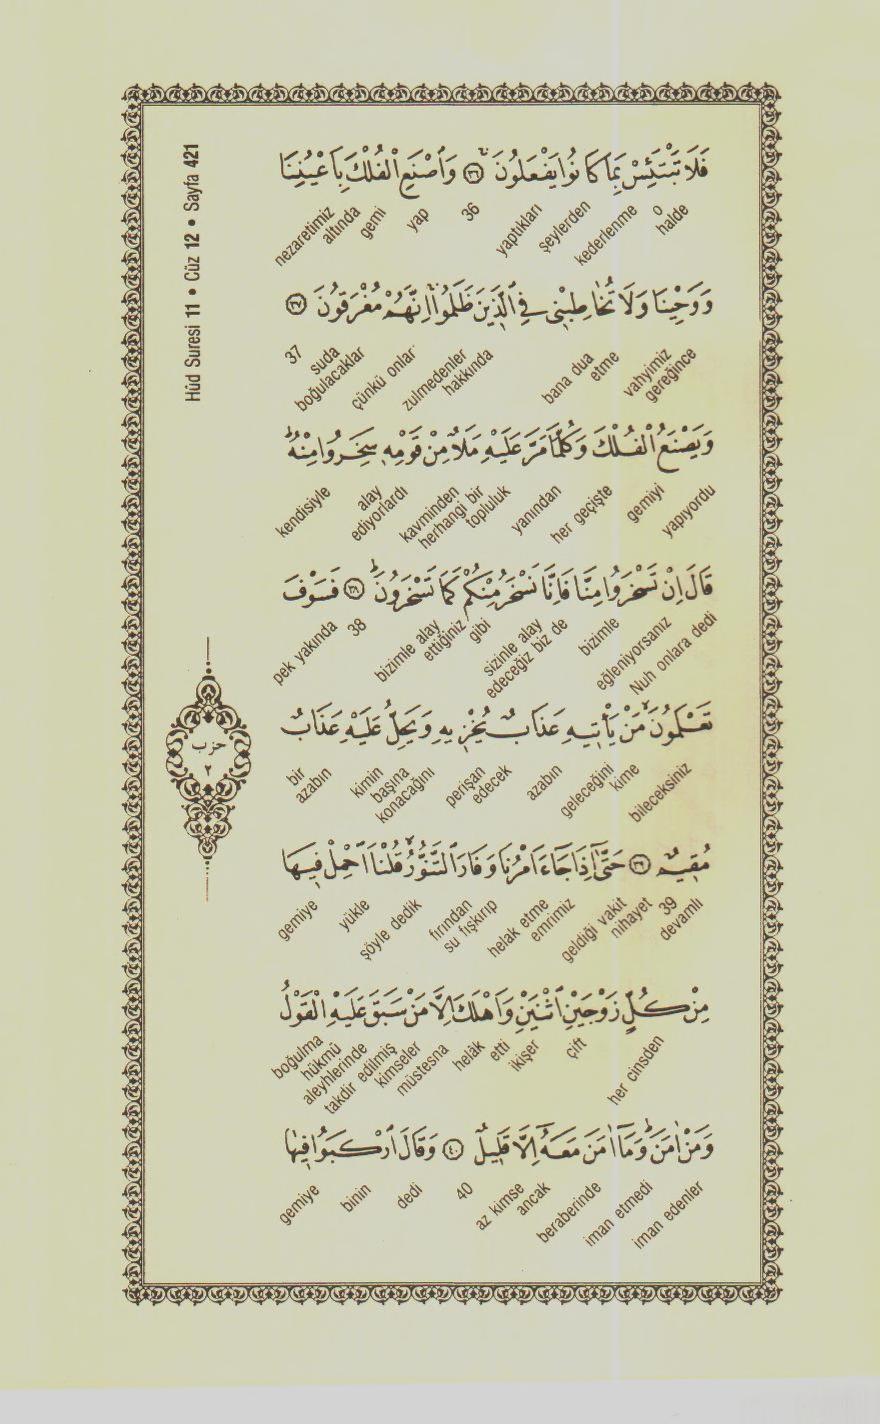 Hûd Suresi 11 • Cüz 12 • Sayfa 421
فَلَا تَبْتَئِسْ بِمَا كَانُوا يَفْعَلُونَ ﴿٣٦﴾ وَاصْنَعِ الْفُلْكَ بِاَعْيُنِنَا
o halde kederlenme şeylerden yaptıkları 36 yap gemi altında nezaretimiz
وَوَحْيِنَا وَلَا تُخَاطِبْنِي فِي الَّذِينَ ظَلَمُوا اِنَّهُمْ مُغْرَقُونَ ﴿٣٧﴾
vahyimiz gereğince etme bana dua hakkında zulmedenler çünkü onlar suda boğulacaklar 37
وَيَصْنَعُ الْفُلْكَ وَكُلَّمَا مَرَّ عَلَيْهِ مَلَأٌ مِنْ قَوْمِهِ سَخِرُوا مِنْهُ
yapıyordu gemiyi her geçişte yanından kavminden herhangi bir topluluk alay ediyorlardı kendisiyle
قَالَ اِنْ تَسْخَرُوا مِنَّا فَاِنَّا نَسْخَرُ مِنْكُمْ كَمَا تَسْخَرُونَ ﴿٣٨﴾ فَسَوْفَ
Nuh onlara dedi eğleniyorsanız bizimle sizinle alay edeceğiz biz de gibi bizimle alay ettiğiniz 38 pek yakında
تَعْلَمُونَ مَنْ يَأْتِيهِ عَذَابٌ يُخْزِيهِ وَيَحِلُّ عَلَيْهِ عَذَابٌ
bileceksiniz kime geleceğini azabın perişan edecek kimin başına konacağını bir azabın
حزب ٢
مُقِيمٌ ﴿٣٩﴾ حَتّٰى اِذَا جَاءَ اَمْرُنَا وَفَارَ التَّنُّورُ قُلْنَا احْمِلْ فِيهَا
devamlı 39 nihayet geldiği vakit emrimiz helak etme su fışkırıp fırından şöyle dedik yükle gemiye
مِنْ كُلٍّ زَوْجَيْنِ اثْنَيْنِ وَاَهْلَكَ اِلَّا مَنْ سَبَقَ عَلَيْهِ الْقَوْلُ
her cinsden çift ikişer etti helâk müstesna kimseler takdir edilmiş aleyhlerinde hükmü boğulma
وَمَنْ اٰمَنَ وَمَا اٰمَنَ مَعَهُ اِلَّا قَلِيلٌ ﴿٤٠﴾ وَقَالَ ارْكَبُوا فِيهَا
iman edenler iman etmedi beraberinde ancak az kimse 40 dedi binin gemiye